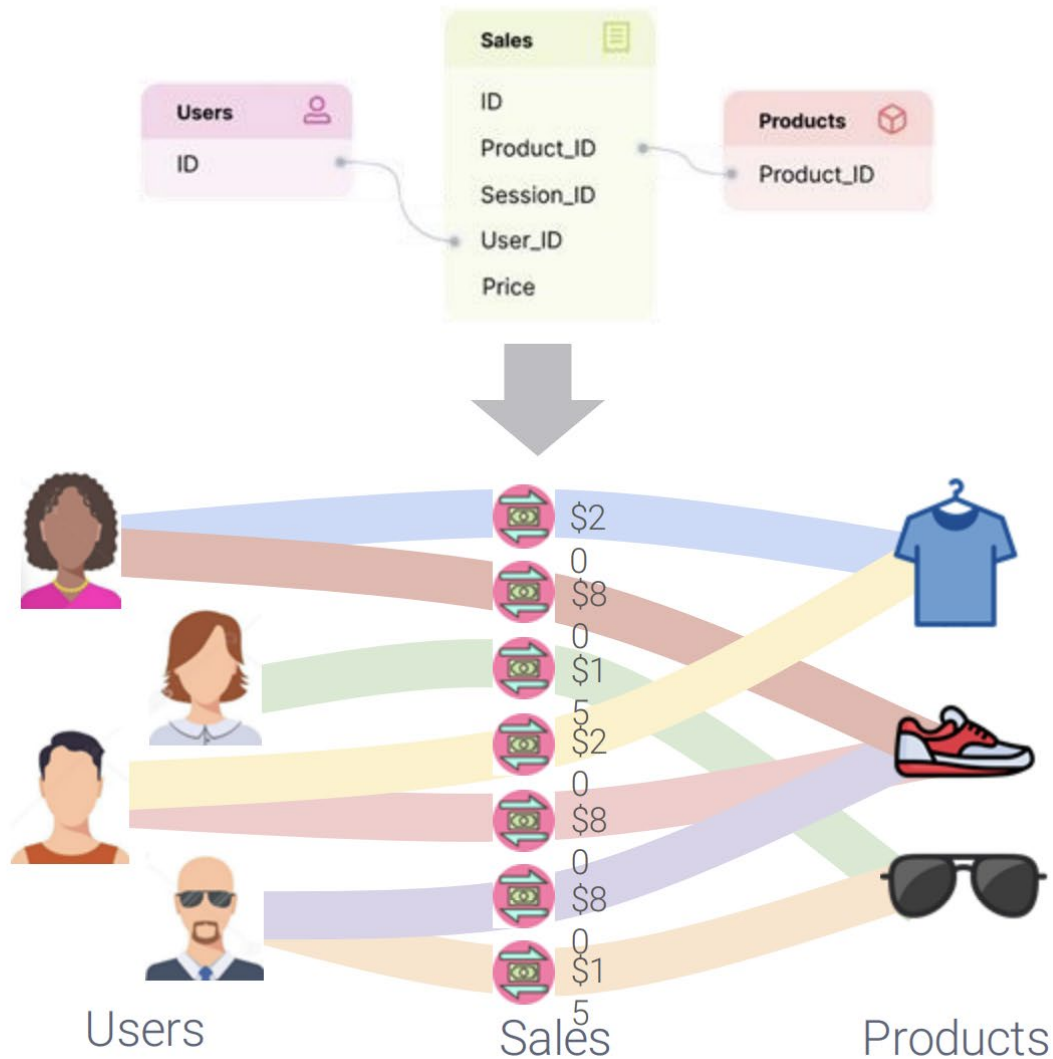 Sales
ID
Product_ID
Session_ID
User_ID
Price
Users
ID
Products
Product_ID
$2
0
$8
0
$1
5
$2
0
$8
0
$8
0
$1
5
Users
Sales
Products